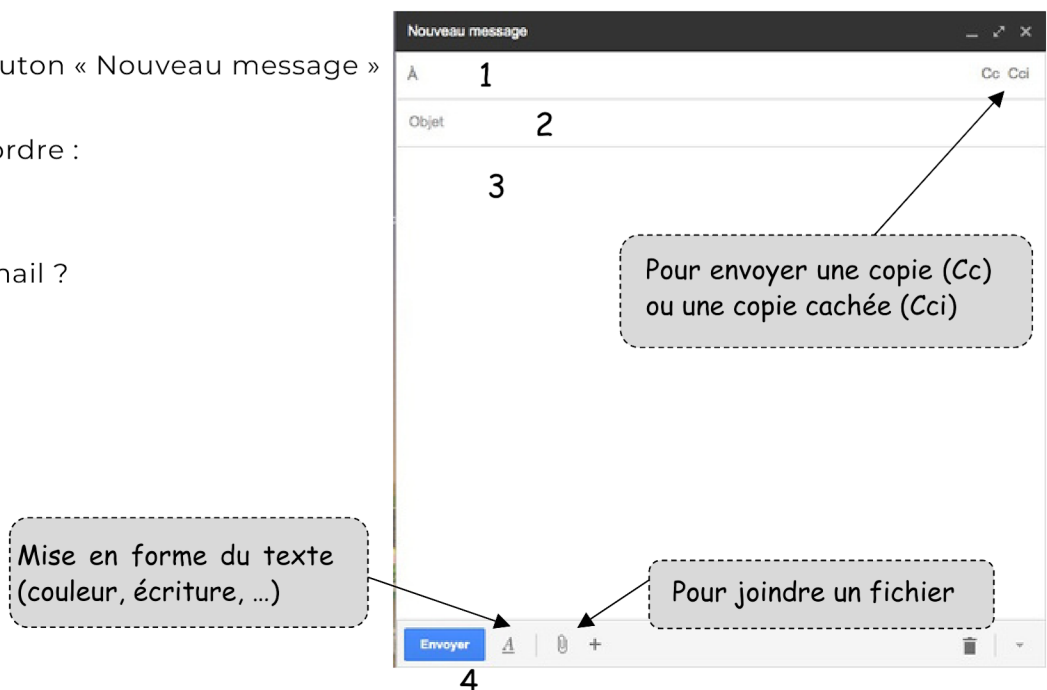 Nouveau message
uton « Nouveau message »
À 1 Cc Cci
Objet 2
ordre :
3
Pour envoyer une copie (Cc)
ou une copie cachée (Cci)
ail ?
Mise en forme du texte
(couleur, écriture, ...)
Pour joindre un fichier
Envoyer A
4